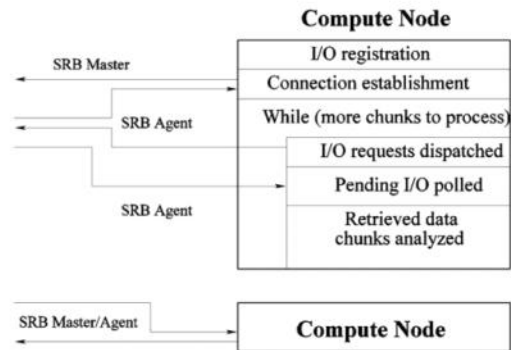 Compute Node
I/O registration
SRB Master
Connection establishment
SRB Agent
While (more chunks to process)
I/O requests dispatched
Pending I/O polled
SRB Agent
Retrieved data
chunks analyzed
SRB Master/Agent
Compute Node